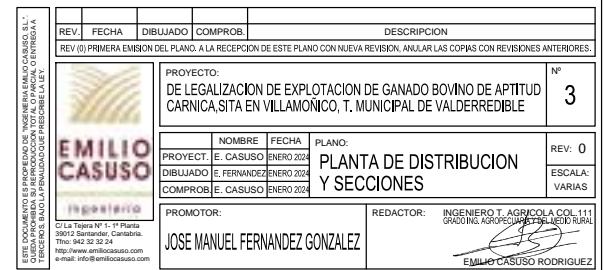 ESTE DOCUMENTO ES PROPIEDAD DE "INGENIERIA EMILIO CASUSO, S.L.".
QUEDA PROHIBIDA SU REPRODUCCION TOTAL O PARCIAL O ENTREGA A
TERCEROS, BAJO LA PENALIDAD QUE PRESCRIBE LA LEY.
REV. FECHA DIBUJADO COMPROB. DESCRIPCION
REV (0) PRIMERA EMISION DEL PLANO. A LA RECEPCION DE ESTE PLANO CON NUEVA REVISION, ANULAR LAS COPIAS CON REVISIONES ANTERIORES.
EMILIO
CASUSO
ingeniería
C/ La Tejera Nº 1- 1ª Planta
39012 Santander, Cantabria.
Tfno: 942 32 32 24
http://www.emiliocasuso.com
e-mail: info@emiliocasuso.com
PROYECTO:
DE LEGALIZACION DE EXPLOTACION DE GANADO BOVINO DE APTITUD
CARNICA,SITA EN VILLAMOÑICO, T. MUNICIPAL DE VALDERREDIBLE
Nº
3
NOMBRE FECHA
PROYECT. E. CASUSO ENERO 2024
DIBUJADO E. FERNANDEZ ENERO 2024
COMPROB. E. CASUSO ENERO 2024
PLANO:
PLANTA DE DISTRIBUCION
Y SECCIONES
REV: 0
ESCALA:
VARIAS
PROMOTOR:
JOSE MANUEL FERNANDEZ GONZALEZ
REDACTOR: INGENIERO T. AGRICOLA COL.111
GRADO ING. AGROPECUARIA Y DEL MEDIO RURAL
EMILIO CASUSO RODRIGUEZ